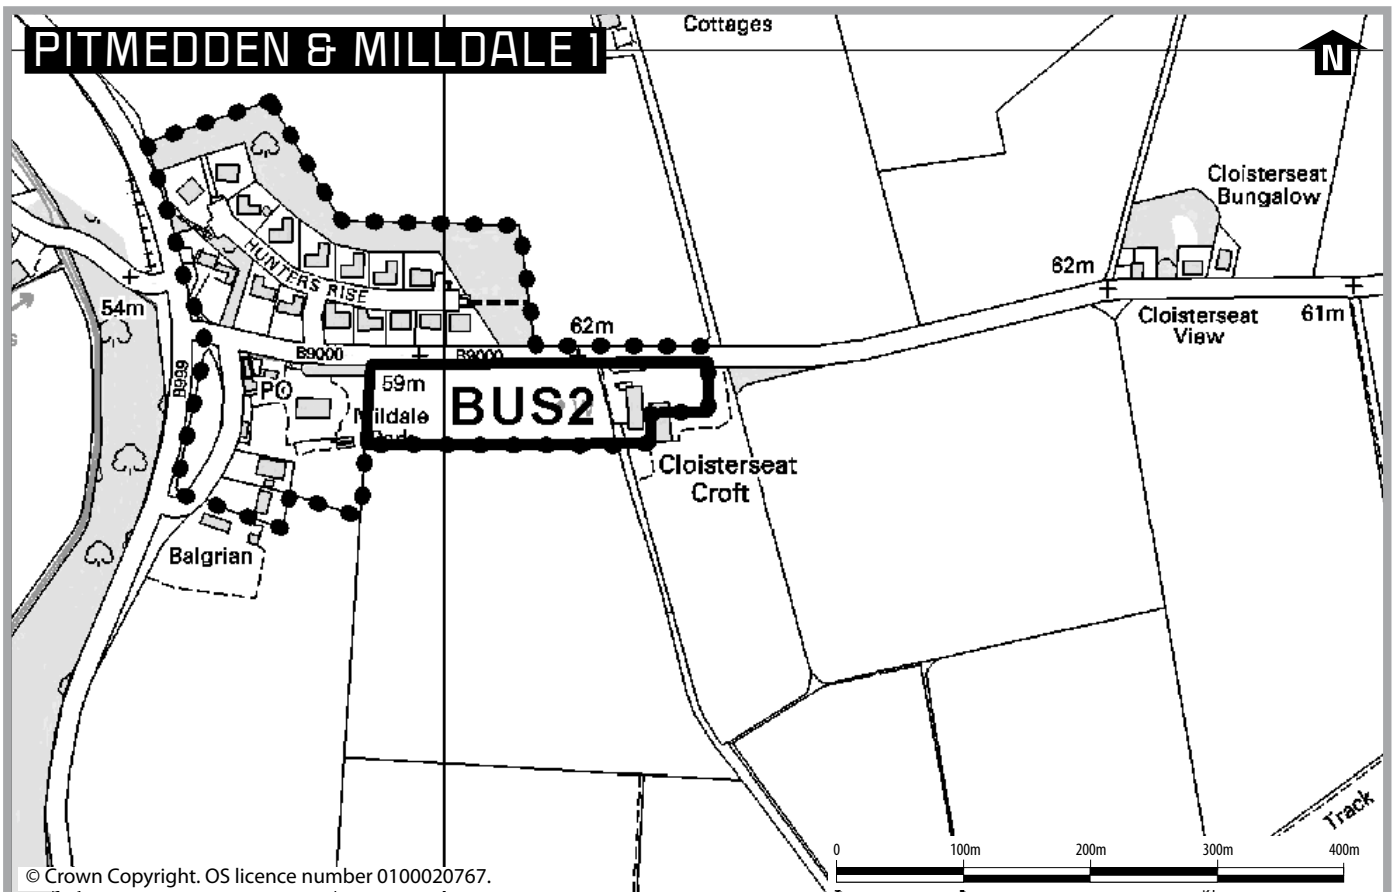 PITMEDDEN & MILLDALE 1
N
Cottages
Cloisterseat
Bungalow
HUNTERS RISE
62m
54m
Cloisterseat
View
61m
62m
B9000
B9000
B999
PO
59m
BUS2
Mildale
Cloisterseat
Croft
Balgrian
Track
0 100m 200m 300m 400m
© Crown Copyright. OS licence number 0100020767.